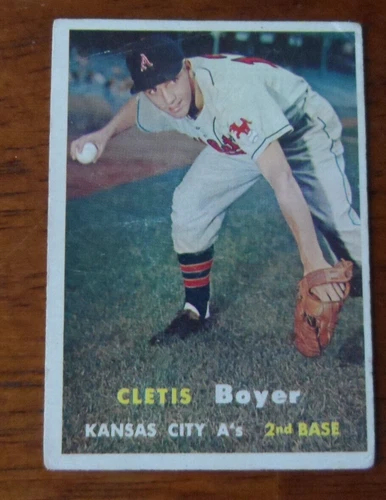 A
CLETIS Boyer
KANSAS CITY A's 2nd BASE